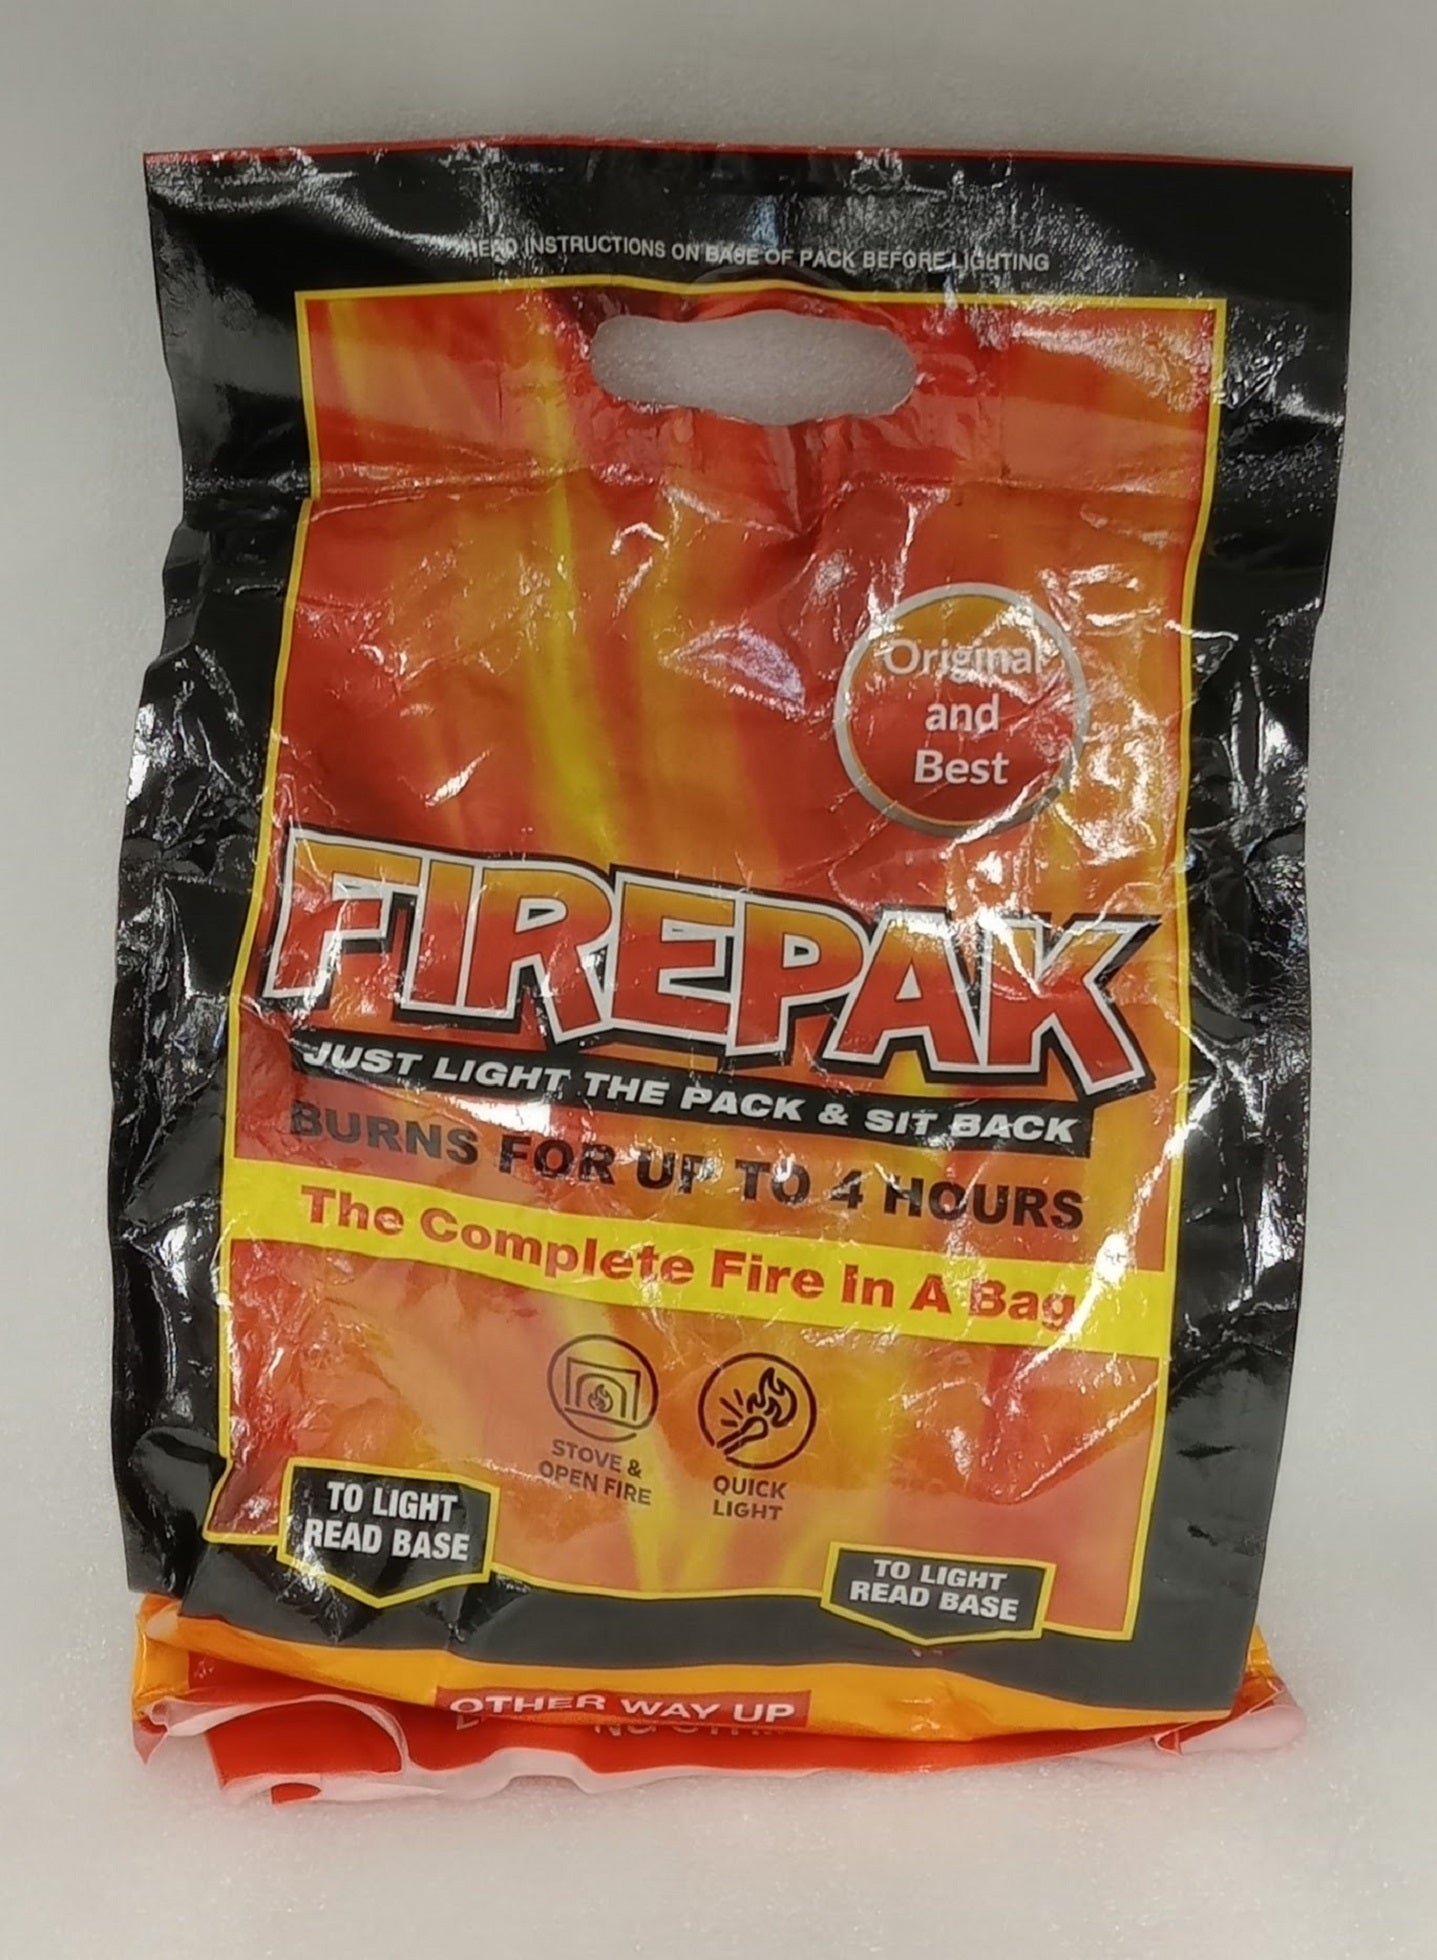 READ INSTRUCTIONS ON BASE OF PACK BEFORE LIGHTING
Original
and
Best
FIREPAK
JUST LIGHT THE PACK & SIT BACK
BURNS FOR UP TO 4 HOURS
The Complete Fire In A Bag
STOVE &
OPEN FIRE
QUICK
LIGHT
TO LIGHT
READ BASE
TO LIGHT
READ BASE
OTHER WAY UP